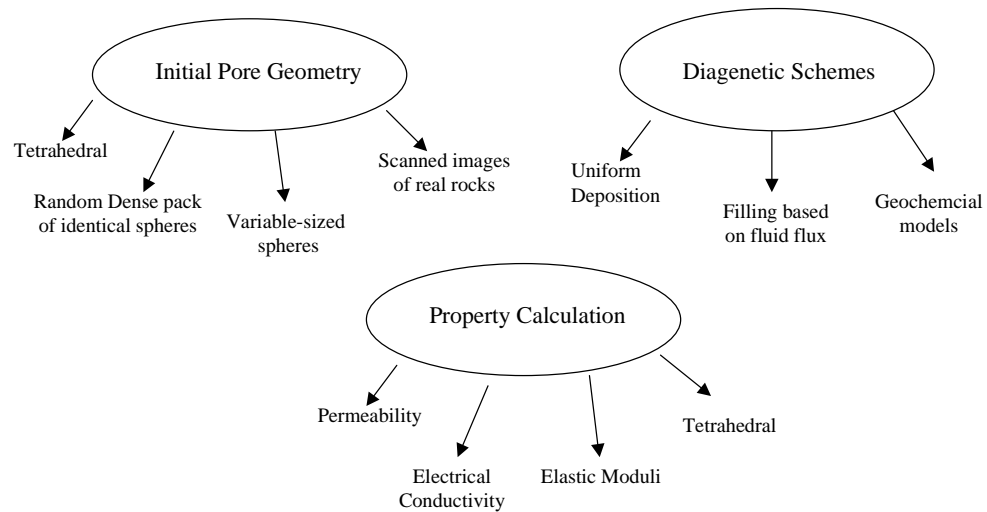 Initial Pore Geometry
Tetrahedral
Random Dense pack
of identical spheres
Variable-sized
spheres
Scanned images
of real rocks
Diagenetic Schemes
Uniform
Deposition
Filling based
on fluid flux
Geochemcial
models
Property Calculation
Permeability
Electrical
Conductivity
Elastic Moduli
Tetrahedral